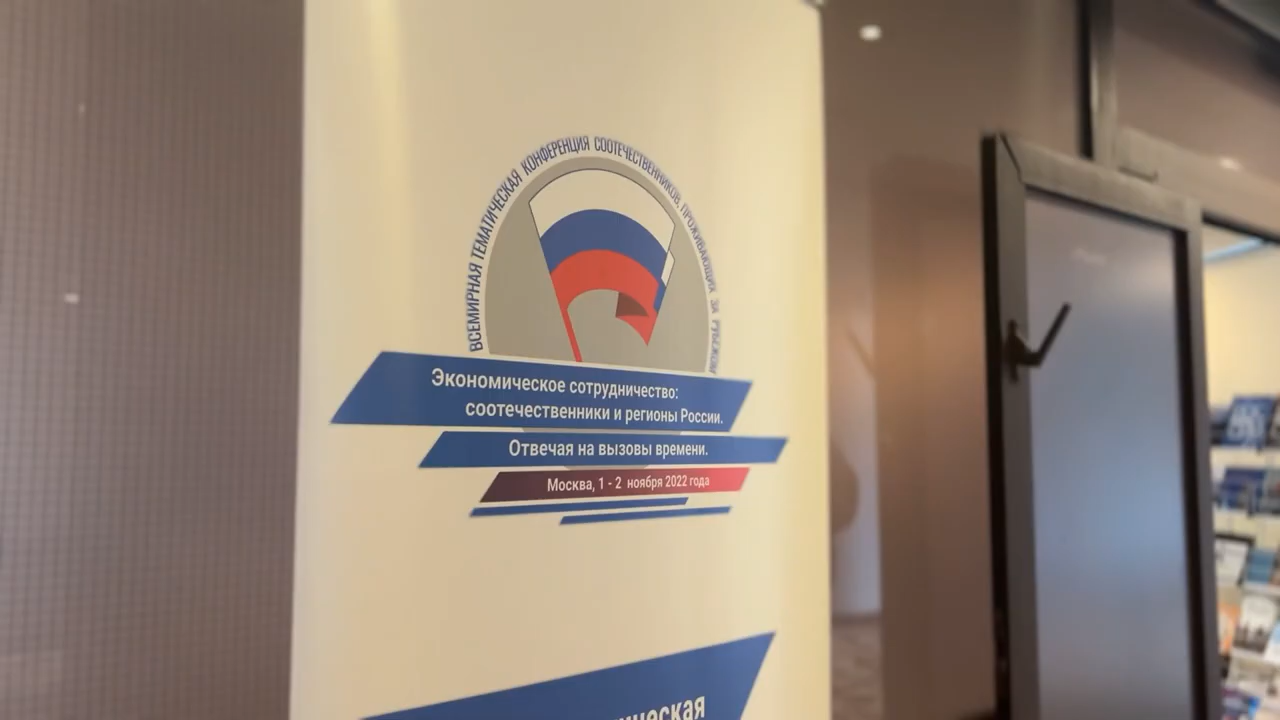 ВСЕМИРНАЯ ТЕМАТИЧЕСКАЯ КОНФЕРЕНЦИЯ СООТЕЧЕСТВЕННИКОВ, ПРОЖИВАЮЩИХ ЗА РУБЕЖОМ
Экономическое сотрудничество:
соотечественники и регионы России.
Отвечая на вызовы времени.
Москва, 1 - 2 ноября 2022 года